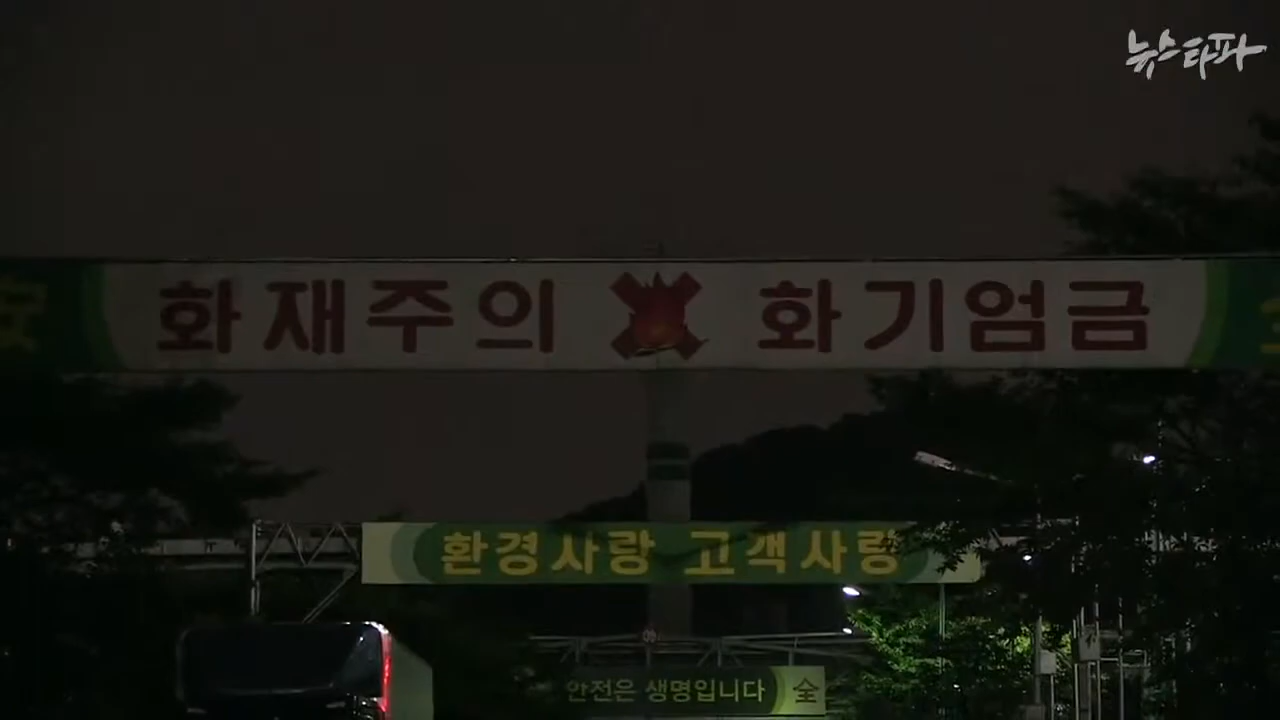 뉴스타파
安 화재주의 화기엄금
환경사랑 고객사랑
안전은 생명입니다 全